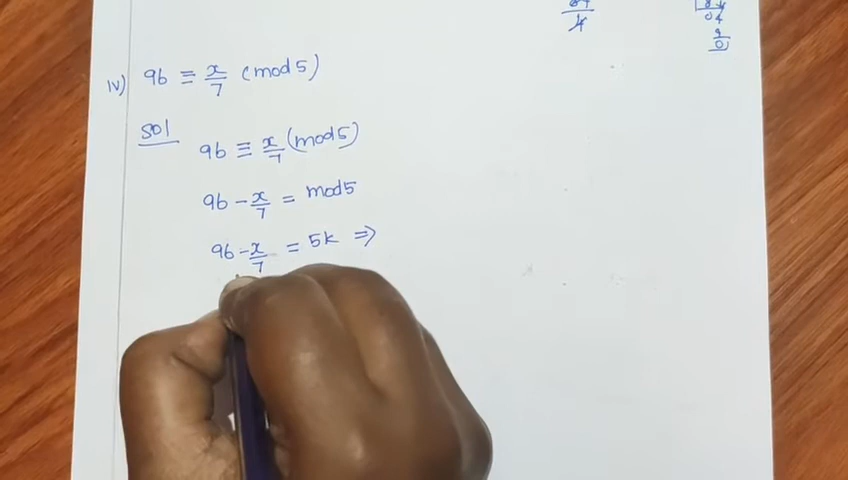 iv) 96 ≡ x/7 (mod 5)
Sol
96 ≡ x/7 (mod 5)
96 - x/7 = mod 5
96 - x/7 = 5k ⇒